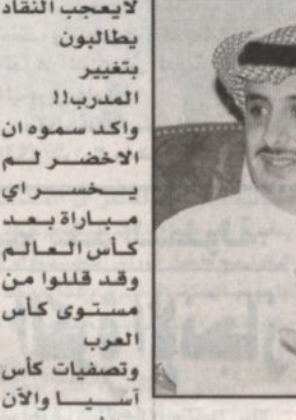 لايعجب النقاد
يطالبون
بتغيير
المدرب!!
واكد سموه ان
الاخضر لم
يخسر اي
مباراة بعد
كأس العالم
وقد قللوا من
مستوى كأس
العرب
وتصفيات كأس
آسيا والآن